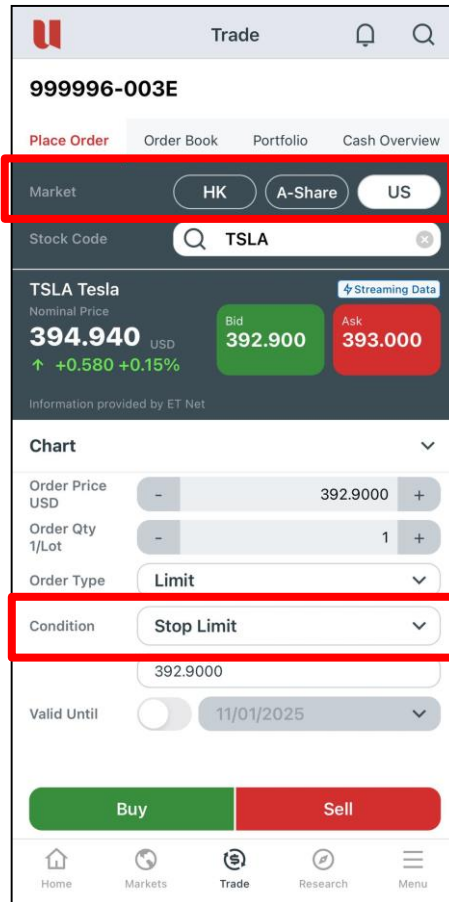 Trade
999996-003E
Place Order Order Book Portfolio Cash Overview
Market HK A-Share US
Stock Code TSLA
TSLA Tesla Streaming Data
Nominal Price
394.940 USD
↑ +0.580 +0.15%
Bid
392.900
Ask
393.000
Information provided by ET Net
Chart
Order Price
USD
- 392.9000 +
Order Qty
1/Lot
- 1 +
Order Type Limit
Condition Stop Limit
392.9000
Valid Until 11/01/2025
Buy Sell
Home Markets Trade Research Menu